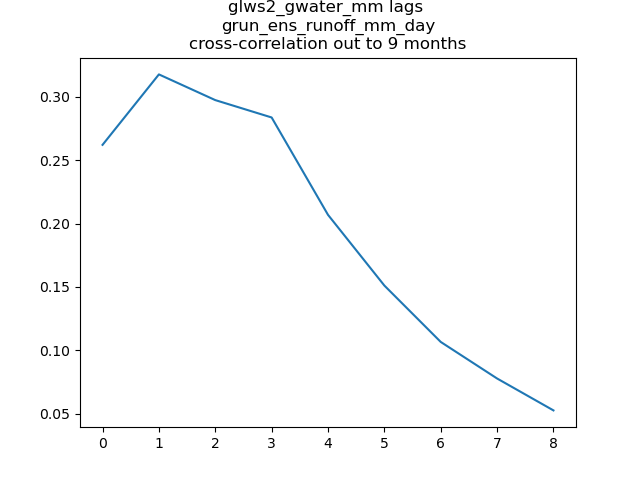 glws2_gwater_mm lags
grun_ens_runoff_mm_day
cross-correlation out to 9 months
0.30
0.25
0.20
0.15
0.10
0.05
0 1 2 3 4 5 6 7 8